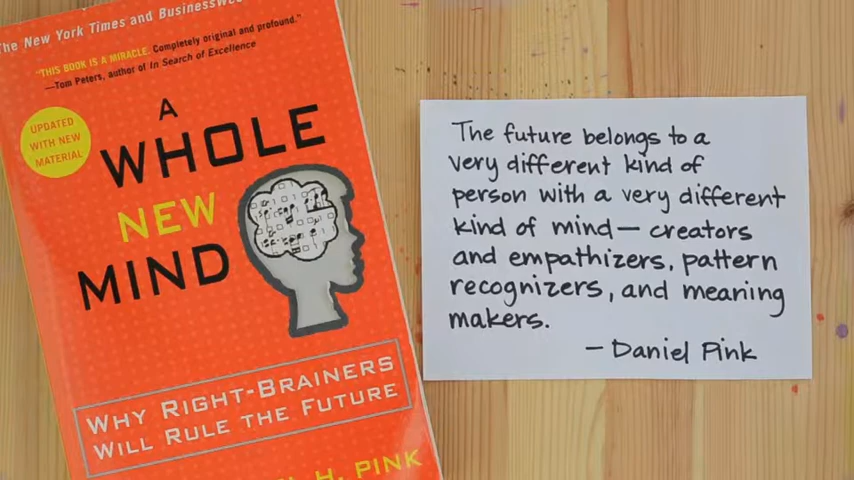 The New York Times and BusinessWeek
"THIS BOOK IS A MIRACLE. Completely original and profound."
—Tom Peters, author of In Search of Excellence
UPDATED
WITH NEW
MATERIAL
A
WHOLE
NEW
MIND
WHY RIGHT-BRAINERS
WILL RULE THE FUTURE
H. PINK
The future belongs to a
very different kind of
person with a very different
kind of mind— creators
and empathizers, pattern
recognizers, and meaning
makers.
— Daniel Pink